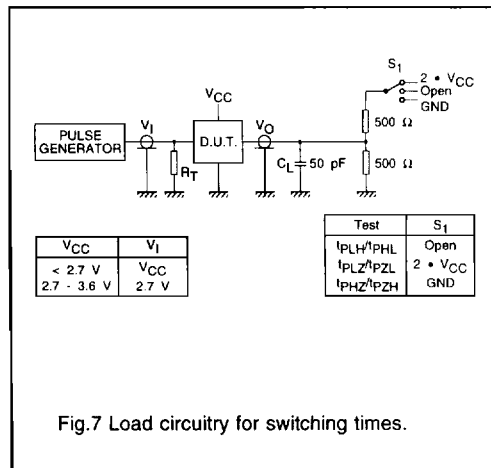 S1
2 • VCC
Open
GND
VCC
500 Ω
PULSE GENERATOR
VI
D.U.T.
VO
RT
CL
50 pF
500 Ω
VCC VI
< 2.7 V VCC
2.7 - 3.6 V 2.7 V
Test S1
tPLH/tPHL Open
tPLZ/tPZL 2 • VCC
tPHZ/tPZH GND
Fig.7 Load circuitry for switching times.